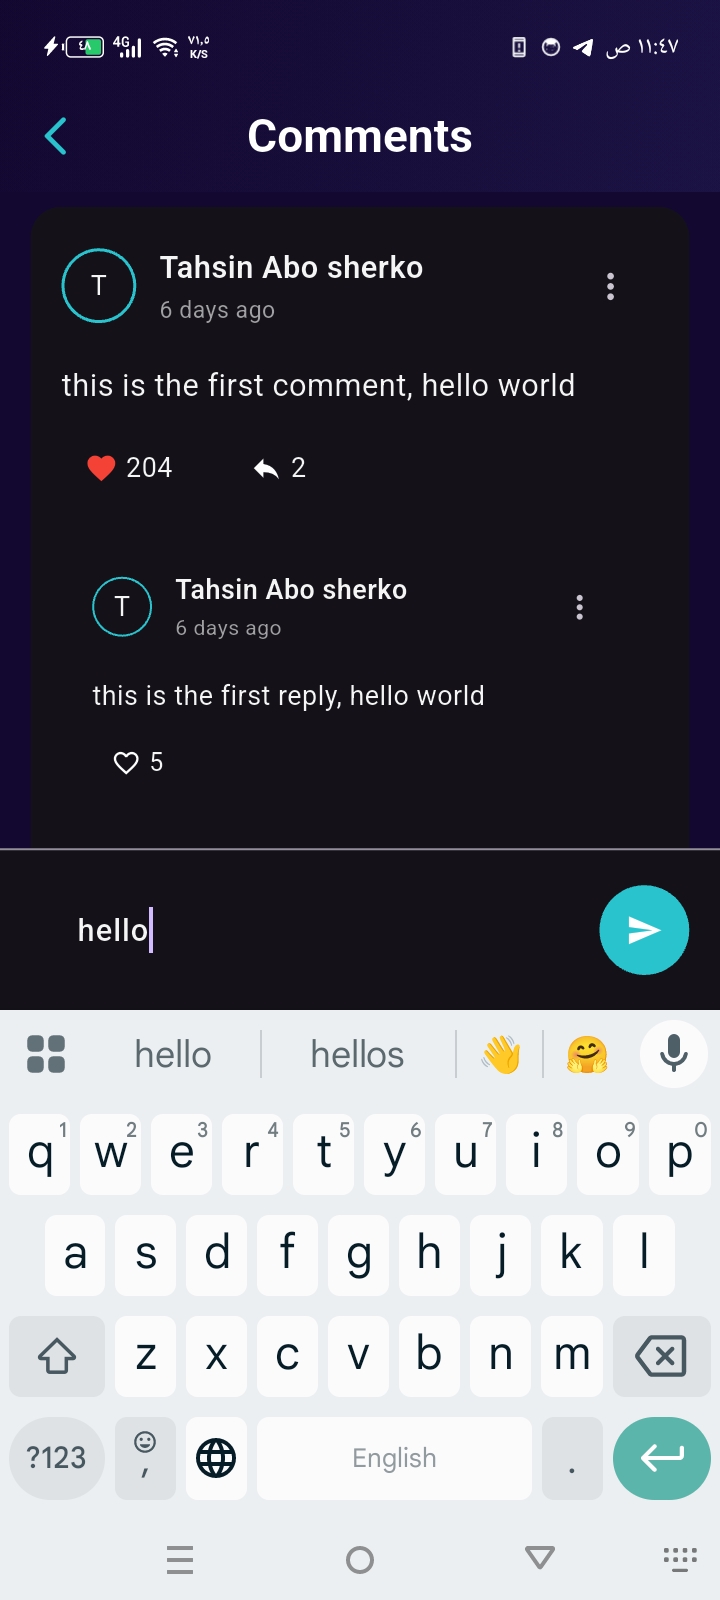 ٤٨ 4G ٧١,٥ K/S ١١:٤٧ ص
Comments
T Tahsin Abo sherko
6 days ago
this is the first comment, hello world
204 2
T Tahsin Abo sherko
6 days ago
this is the first reply, hello world
5
hello
hello hellos
q1 w2 e3 r4 t5 y6 u7 i8 o9 p0
a s d f g h j k l
z x c v b n m
?123 , English .